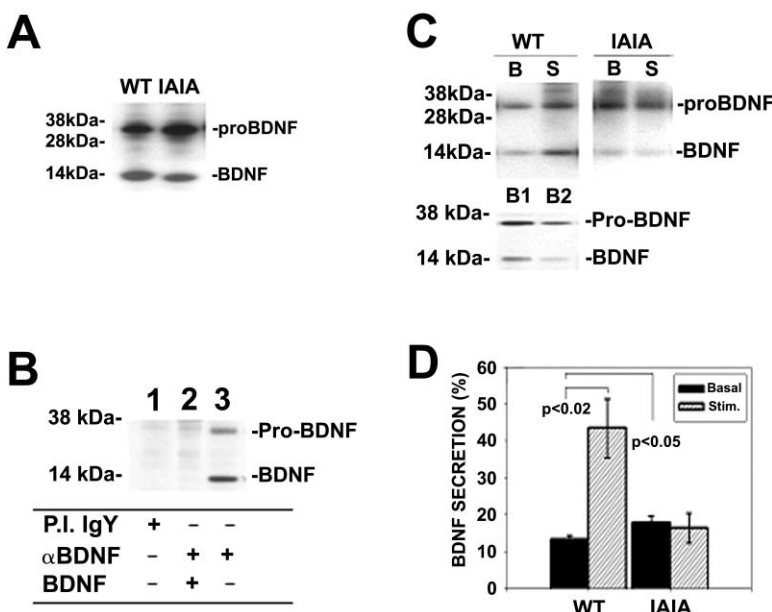 A
WT IAIA
38kDa-
28kDa-
14kDa-
-proBDNF
-BDNF
B
1 2 3
38 kDa-
14 kDa-
-Pro-BDNF
-BDNF
P.I. IgY + – –
αBDNF – + +
BDNF – + –
C
WT IAIA
B S B S
38kDa-
28kDa-
14kDa-
-proBDNF
-BDNF
B1 B2
38 kDa-
14 kDa-
-Pro-BDNF
-BDNF
D
BDNF SECRETION (%)
60
50
40
30
20
10
0
Basal
Stim.
p<0.02
p<0.05
WT IAIA